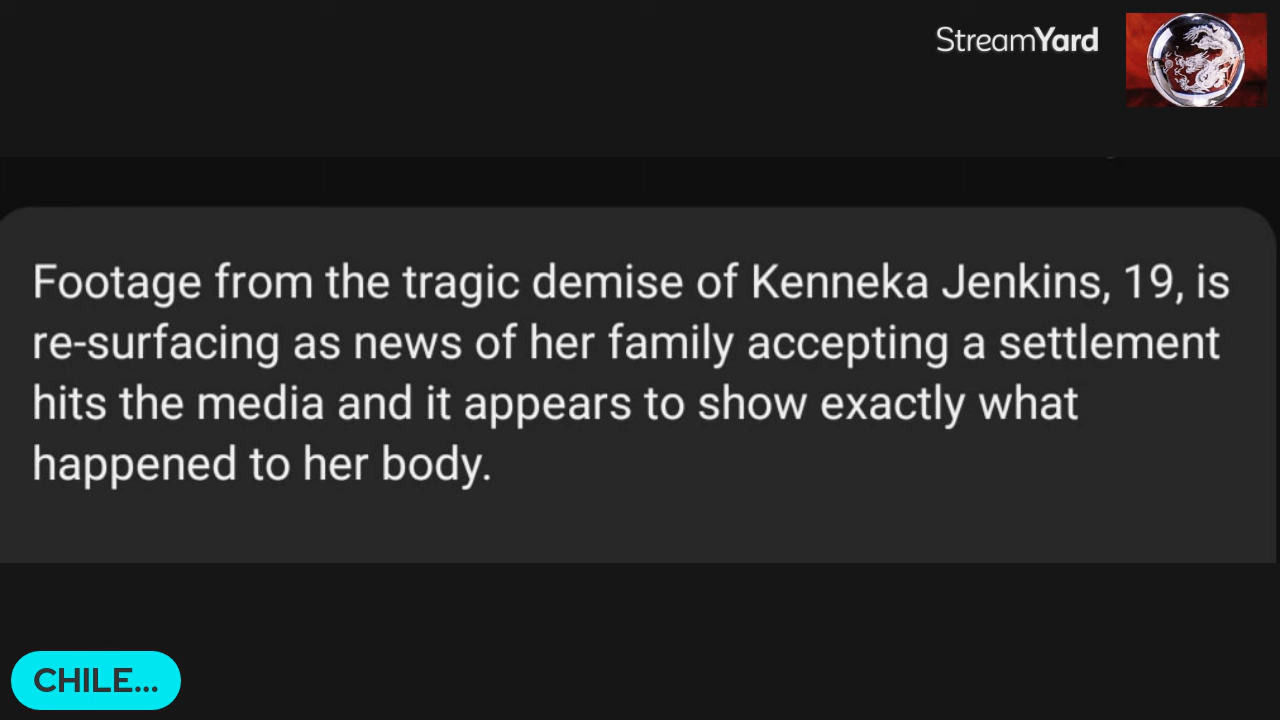 StreamYard
Footage from the tragic demise of Kenneka Jenkins, 19, is
re-surfacing as news of her family accepting a settlement
hits the media and it appears to show exactly what
happened to her body.
CHILE...